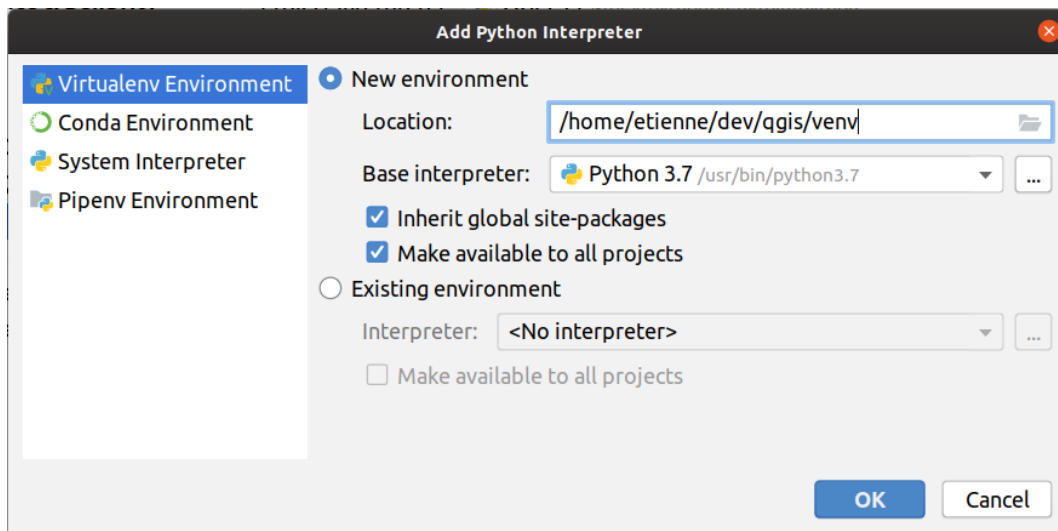 Add Python Interpreter
Virtualenv Environment
Conda Environment
System Interpreter
Pipenv Environment
New environment
Location: /home/etienne/dev/qgis/venv
Base interpreter: Python 3.7 /usr/bin/python3.7 ...
Inherit global site-packages
Make available to all projects
Existing environment
Interpreter: <No interpreter> ...
Make available to all projects
OK Cancel